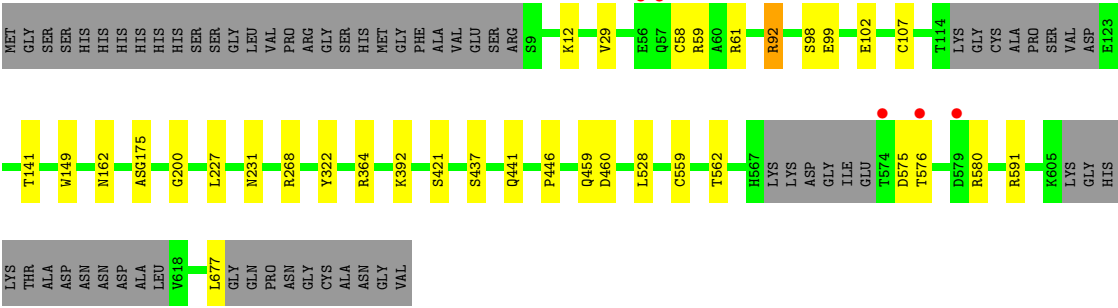 MET GLY SER SER HIS HIS HIS HIS HIS HIS SER SER GLY LEU VAL PRO ARG GLY SER HIS MET GLY PHE ALA VAL GLU SER ARG S9 K12 V29 E56 Q57 C58 R59 A60 R61 R92 S98 E99 E102 C107 T114 LYS GLY CYS ALA PRO SER VAL ASP E123
T141 W149 N162 ASG175 G200 L227 N231 R268 Y322 R364 K392 S421 S437 Q441 P446 Q459 D460 L528 C559 T562 H567 LYS LYS ASP GLY ILE GLU T574 D575 T576 D579 R580 R591 K605 LYS GLY HIS
LYS THR ALA ASP ASN ASN ASP ALA LEU V618 L677 GLY GLN PRO ASN GLY CYS ALA ASN GLY VAL